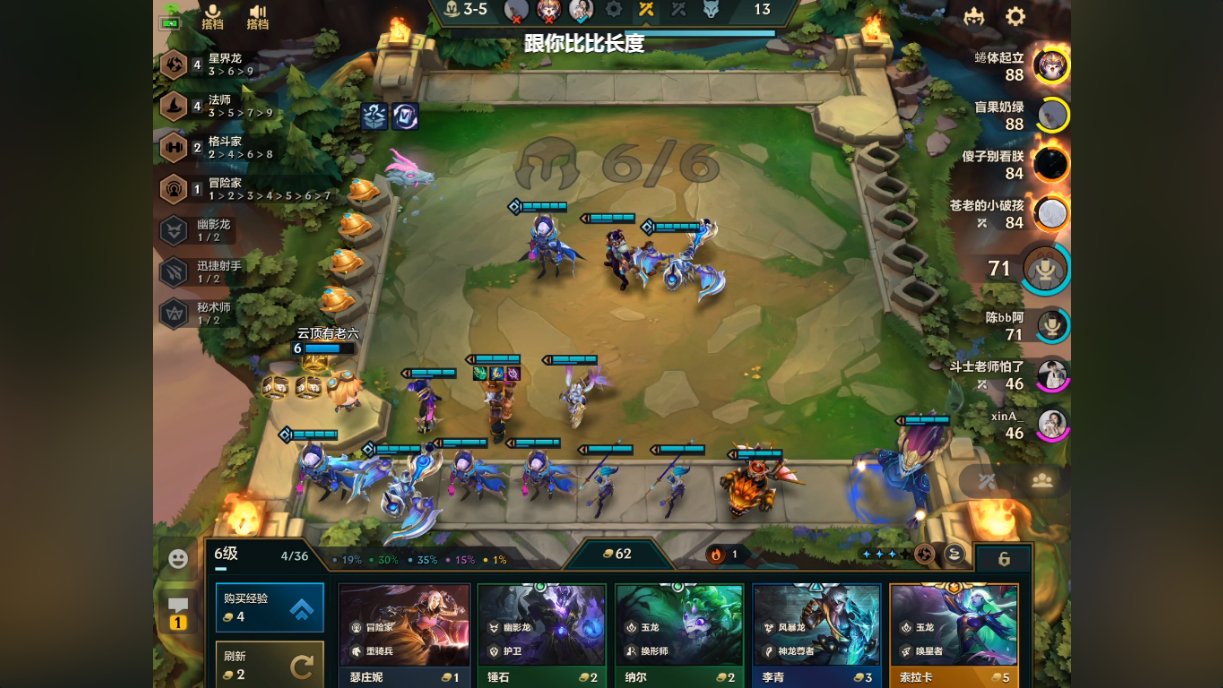 搭档
搭档
3-5
13
跟你比比长度
4
星界龙
3 > 6 > 9
4
法师
3 > 5 > 7 > 9
2
格斗家
2 > 4 > 6 > 8
1
冒险家
1 > 2 > 3 > 4 > 5 > 6 > 7
幽影龙
1 / 2
迅捷射手
1 / 2
秘术师
1 / 2
6/6
蜷体起立
88
盲果奶绿
88
傻子别看朕
84
苍老的小破孩
84
71
陈bb阿
71
斗士老师怕了
46
xinA_
46
云顶有老六
6
6级
4/36
19%
30%
35%
15%
1%
62
1
6
1
购买经验
4
刷新
2
冒险家
重骑兵
瑟庄妮
1
幽影龙
护卫
锤石
2
玉龙
换形师
纳尔
2
风暴龙
神龙尊者
李青
3
玉龙
唤星者
索拉卡
5